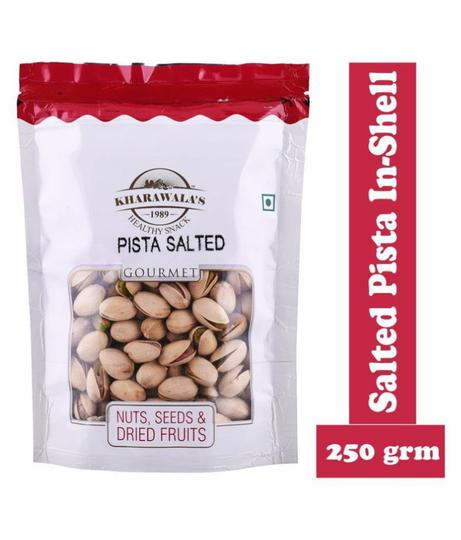 KHARAWALA'S
1989
HEALTHY SNACK
PISTA SALTED
GOURMET
NUTS, SEEDS &
DRIED FRUITS
Salted Pista In-Shell
250 grm